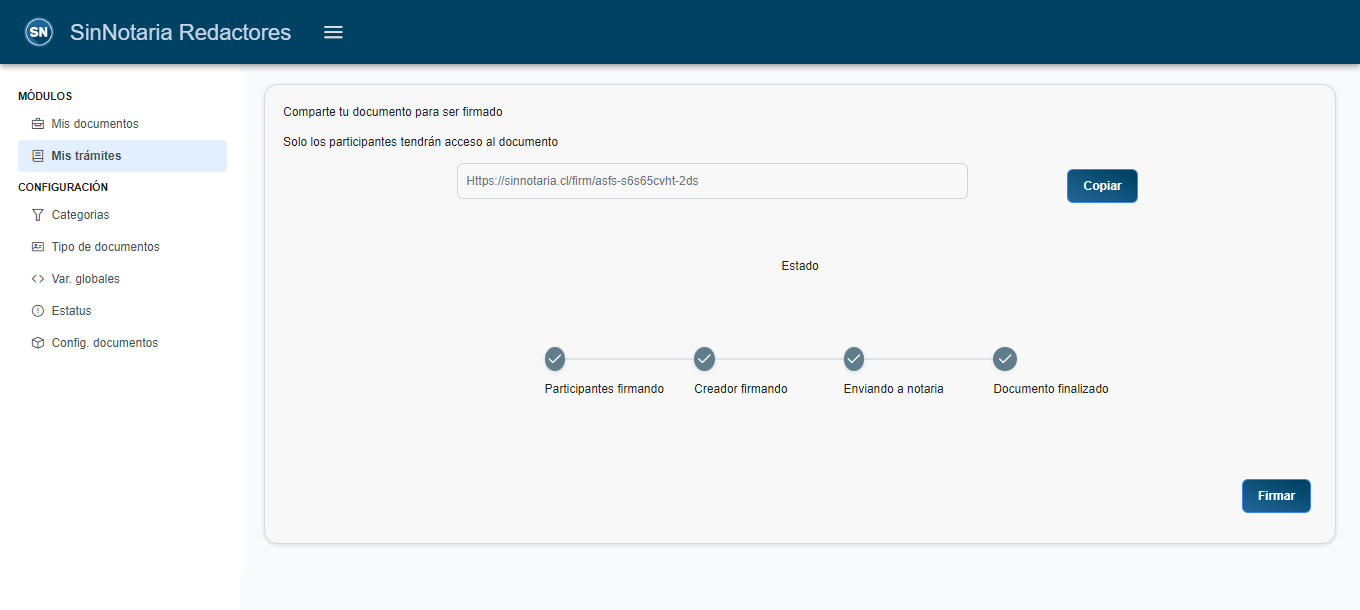 SN SinNotaria Redactores
MÓDULOS
Mis documentos
Mis trámites
CONFIGURACIÓN
Categorias
Tipo de documentos
Var. globales
Estatus
Config. documentos
Comparte tu documento para ser firmado
Solo los participantes tendrán acceso al documento
Https://sinnotaria.cl/firm/asfs-s6s65cvht-2ds
Copiar
Estado
Participantes firmando
Creador firmando
Enviando a notaria
Documento finalizado
Firmar